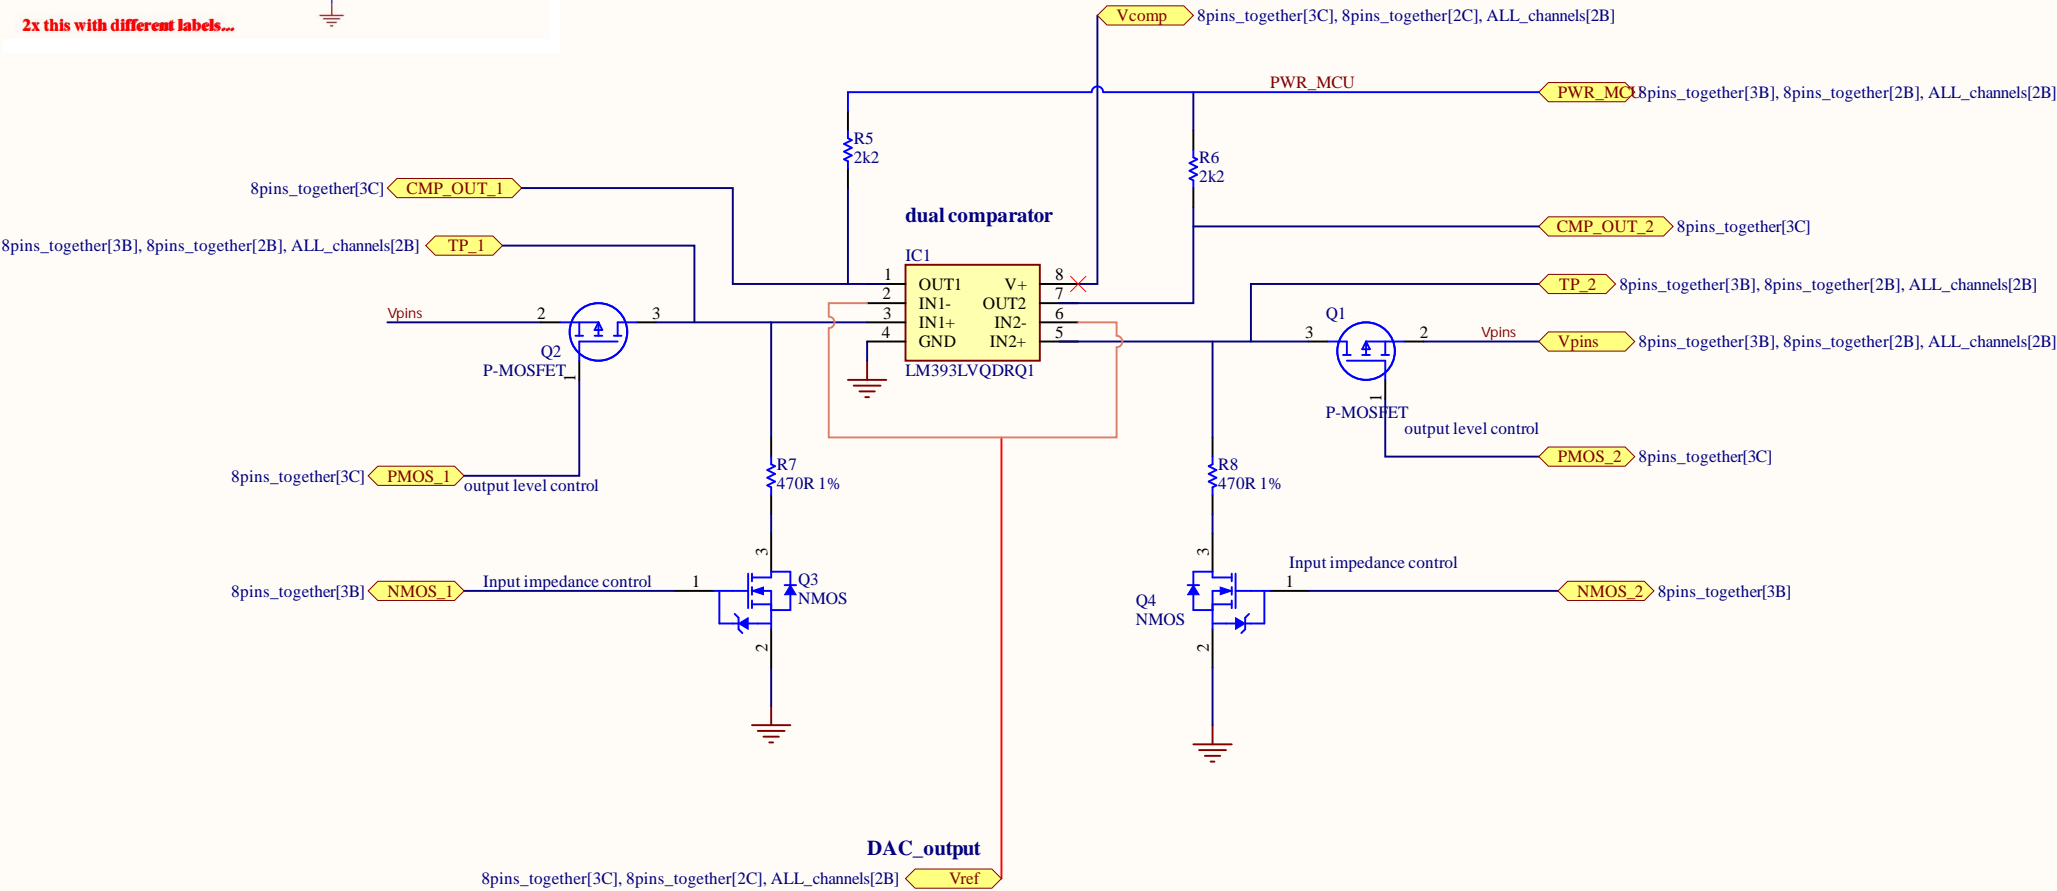 2x this with different labels...
Vcomp 8pins_together[3C], 8pins_together[2C], ALL_channels[2B]
PWR_MCU
PWR_MCU 8pins_together[3B], 8pins_together[2B], ALL_channels[2B]
R5
2k2
R6
2k2
8pins_together[3C] CMP_OUT_1
dual comparator
CMP_OUT_2 8pins_together[3C]
8pins_together[3B], 8pins_together[2B], ALL_channels[2B] TP_1
IC1
1 OUT1 V+ 8
2 IN1- OUT2 7
3 IN1+ IN2- 6
4 GND IN2+ 5
LM393LVQDRQ1
TP_2 8pins_together[3B], 8pins_together[2B], ALL_channels[2B]
Vpins 2 3
Q2
P-MOSFET
1
Q1
3 2 Vpins
Vpins 8pins_together[3B], 8pins_together[2B], ALL_channels[2B]
1
P-MOSFET
output level control
PMOS_2 8pins_together[3C]
8pins_together[3C] PMOS_1
output level control
R7
470R 1%
R8
470R 1%
3
3
8pins_together[3B] NMOS_1 Input impedance control 1
Q3
NMOS
2
Input impedance control
1 NMOS_2 8pins_together[3B]
Q4
NMOS
2
DAC_output
8pins_together[3C], 8pins_together[2C], ALL_channels[2B] Vref